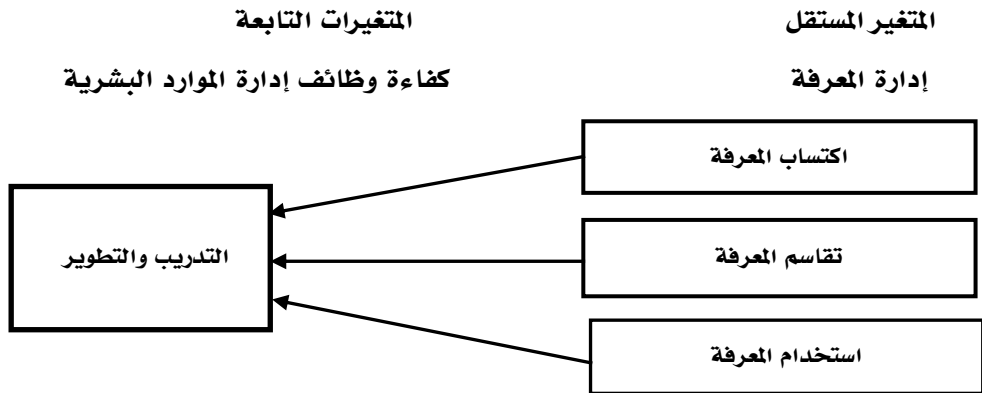 المتغير المستقل
المتغيرات التابعة
إدارة المعرفة
كفاءة وظائف إدارة الموارد البشرية
اكتساب المعرفة
تقاسم المعرفة
التدريب والتطوير
استخدام المعرفة